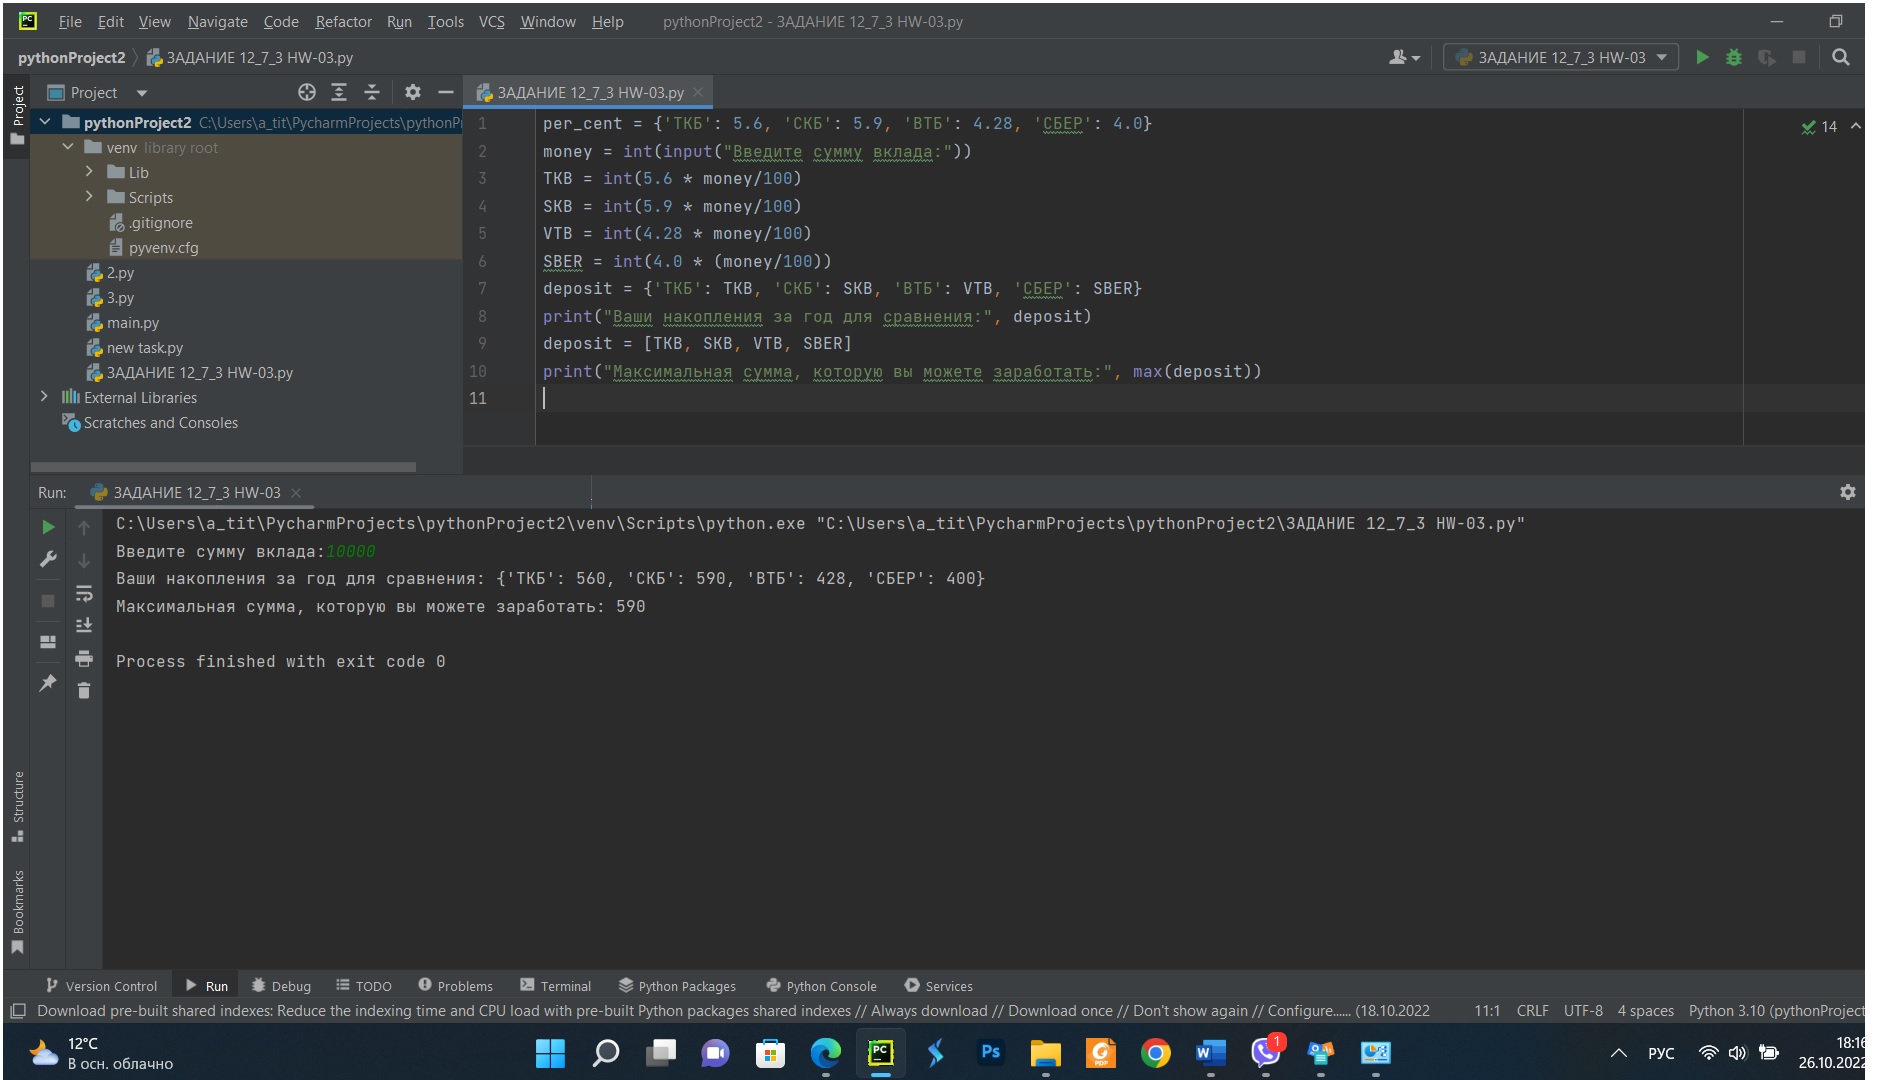 PC File Edit View Navigate Code Refactor Run Tools VCS Window Help pythonProject2 - ЗАДАНИЕ 12_7_3 HW-03.py
pythonProject2 ЗАДАНИЕ 12_7_3 HW-03.py ЗАДАНИЕ 12_7_3 HW-03
Project
Project
ЗАДАНИЕ 12_7_3 HW-03.py
pythonProject2 C:\Users\a_tit\PycharmProjects\pythonP
venv library root
Lib
Scripts
.gitignore
pyvenv.cfg
2.py
3.py
main.py
new task.py
ЗАДАНИЕ 12_7_3 HW-03.py
External Libraries
Scratches and Consoles
14
1 per_cent = {'ТКБ': 5.6, 'СКБ': 5.9, 'ВТБ': 4.28, 'СБЕР': 4.0}
2 money = int(input("Введите сумму вклада:"))
3 TKB = int(5.6 * money/100)
4 SKB = int(5.9 * money/100)
5 VTB = int(4.28 * money/100)
6 SBER = int(4.0 * (money/100))
7 deposit = {'ТКБ': TKB, 'СКБ': SKB, 'ВТБ': VTB, 'СБЕР': SBER}
8 print("Ваши накопления за год для сравнения:", deposit)
9 deposit = [TKB, SKB, VTB, SBER]
10 print("Максимальная сумма, которую вы можете заработать:", max(deposit))
11
Run: ЗАДАНИЕ 12_7_3 HW-03
C:\Users\a_tit\PycharmProjects\pythonProject2\venv\Scripts\python.exe "C:\Users\a_tit\PycharmProjects\pythonProject2\ЗАДАНИЕ 12_7_3 HW-03.py"
Введите сумму вклада:10000
Ваши накопления за год для сравнения: {'ТКБ': 560, 'СКБ': 590, 'ВТБ': 428, 'СБЕР': 400}
Максимальная сумма, которую вы можете заработать: 590
Process finished with exit code 0
Structure
Bookmarks
Version Control Run Debug TODO Problems Terminal Python Packages Python Console Services
Download pre-built shared indexes: Reduce the indexing time and CPU load with pre-built Python packages shared indexes // Always download // Download once // Don't show again // Configure...... (18.10.2022 11:1 CRLF UTF-8 4 spaces Python 3.10 (pythonProject
12°C
В осн. облачно
PC Ps PDF W 1
РУС
18:16
26.10.2022